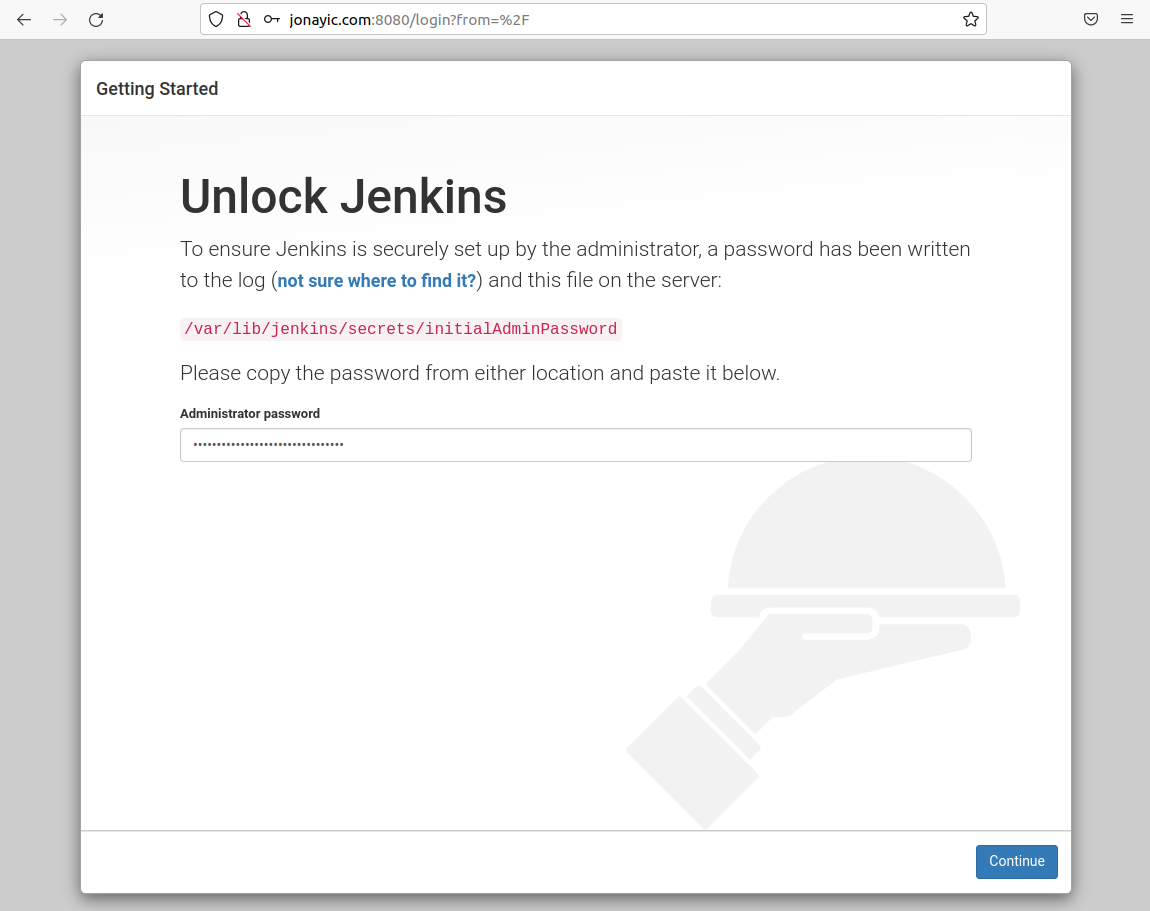 jonayic.com:8080/login?from=%2F
Getting Started
Unlock Jenkins
To ensure Jenkins is securely set up by the administrator, a password has been written
to the log (not sure where to find it?) and this file on the server:
/var/lib/jenkins/secrets/initialAdminPassword
Please copy the password from either location and paste it below.
Administrator password
Continue